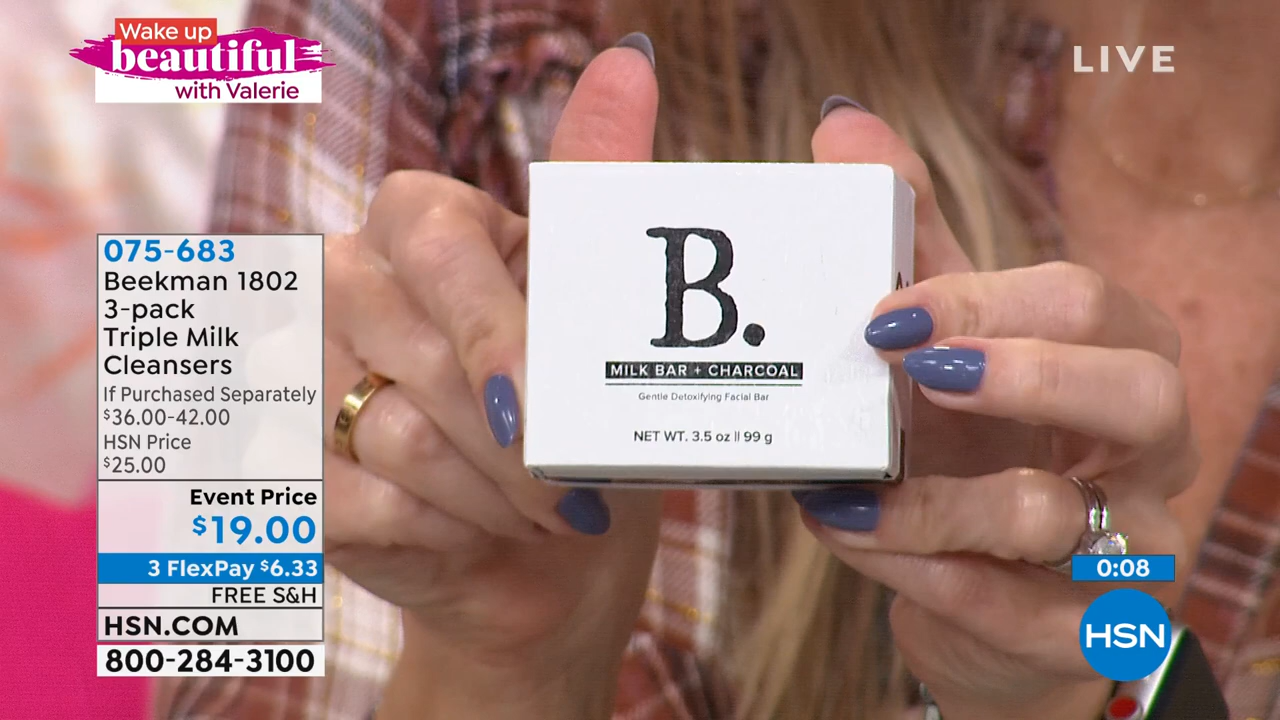 Wake up
beautiful
with Valerie
LIVE
075-683
Beekman 1802
3-pack
Triple Milk
Cleansers
If Purchased Separately
$36.00-42.00
HSN Price
$25.00
Event Price
$19.00
3 FlexPay $6.33
FREE S&H
HSN.COM
800-284-3100
B.
MILK BAR + CHARCOAL
Gentle Detoxifying Facial Bar
NET WT. 3.5 oz || 99 g
0:08
HSN